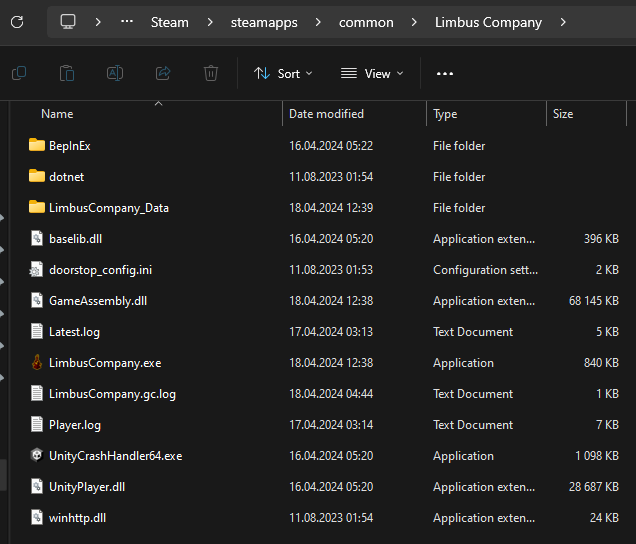 Steam > steamapps > common > Limbus Company >
Sort View
Name Date modified Type Size
BepInEx 16.04.2024 05:22 File folder
dotnet 11.08.2023 01:54 File folder
LimbusCompany_Data 18.04.2024 12:39 File folder
baselib.dll 16.04.2024 05:20 Application exten... 396 KB
doorstop_config.ini 11.08.2023 01:53 Configuration sett... 2 KB
GameAssembly.dll 18.04.2024 12:38 Application exten... 68 145 KB
Latest.log 17.04.2024 03:13 Text Document 5 KB
LimbusCompany.exe 18.04.2024 12:38 Application 840 KB
LimbusCompany.gc.log 18.04.2024 04:44 Text Document 1 KB
Player.log 17.04.2024 03:14 Text Document 7 KB
UnityCrashHandler64.exe 16.04.2024 05:20 Application 1 098 KB
UnityPlayer.dll 16.04.2024 05:20 Application exten... 28 687 KB
winhttp.dll 11.08.2023 01:54 Application exten... 24 KB